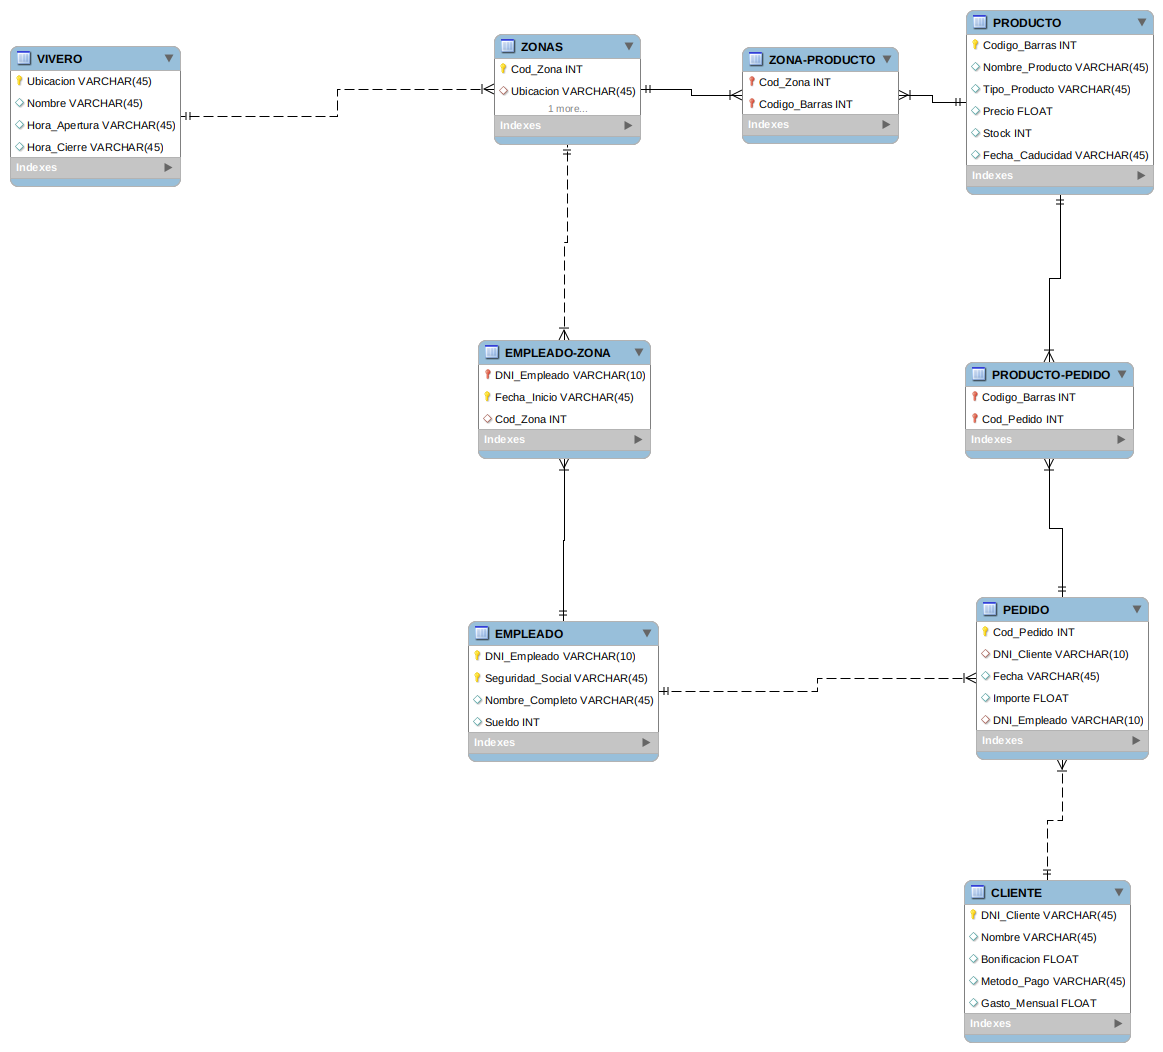 VIVERO
Ubicacion VARCHAR(45)
Nombre VARCHAR(45)
Hora_Apertura VARCHAR(45)
Hora_Cierre VARCHAR(45)
Indexes
ZONAS
Cod_Zona INT
Ubicacion VARCHAR(45)
1 more...
Indexes
ZONA-PRODUCTO
Cod_Zona INT
Codigo_Barras INT
Indexes
PRODUCTO
Codigo_Barras INT
Nombre_Producto VARCHAR(45)
Tipo_Producto VARCHAR(45)
Precio FLOAT
Stock INT
Fecha_Caducidad VARCHAR(45)
Indexes
EMPLEADO-ZONA
DNI_Empleado VARCHAR(10)
Fecha_Inicio VARCHAR(45)
Cod_Zona INT
Indexes
PRODUCTO-PEDIDO
Codigo_Barras INT
Cod_Pedido INT
Indexes
EMPLEADO
DNI_Empleado VARCHAR(10)
Seguridad_Social VARCHAR(45)
Nombre_Completo VARCHAR(45)
Sueldo INT
Indexes
PEDIDO
Cod_Pedido INT
DNI_Cliente VARCHAR(10)
Fecha VARCHAR(45)
Importe FLOAT
DNI_Empleado VARCHAR(10)
Indexes
CLIENTE
DNI_Cliente VARCHAR(45)
Nombre VARCHAR(45)
Bonificacion FLOAT
Metodo_Pago VARCHAR(45)
Gasto_Mensual FLOAT
Indexes